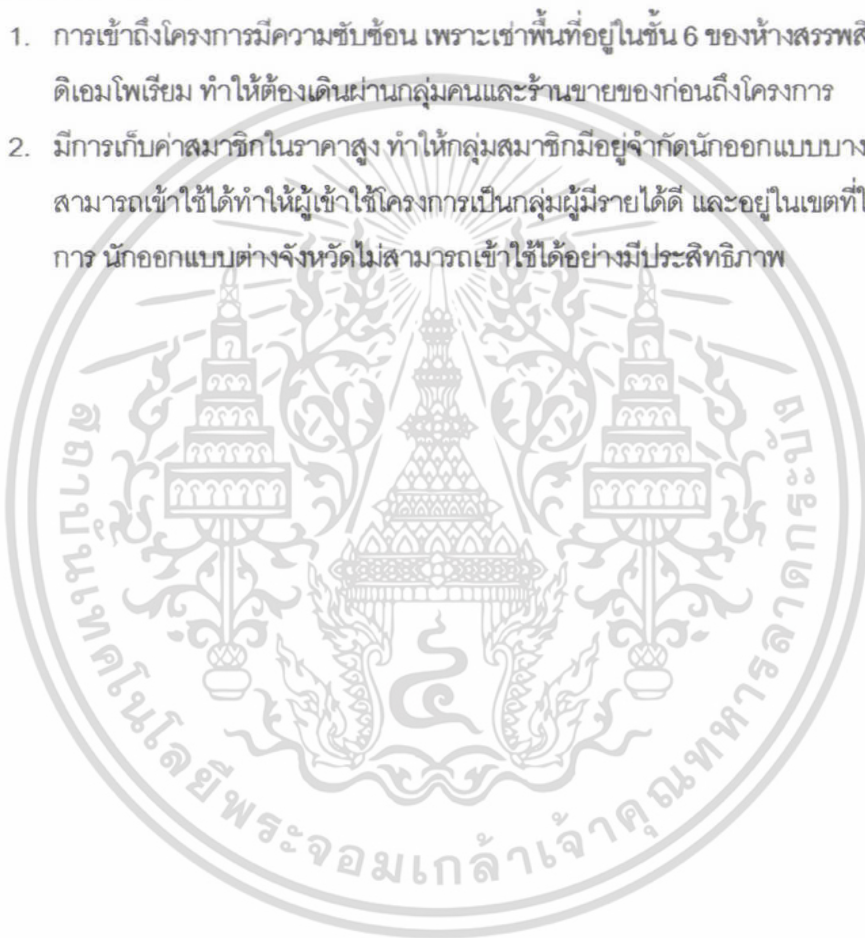 1. การเข้าถึงโครงการมีความซับซ้อน เพราะเช่าพื้นที่อยู่ในชั้น 6 ของห้างสรรพสิ
ดิเอมโพเรียม ทำให้ต้องเดินผ่านกลุ่มคนและร้านขายของก่อนถึงโครงการ
2. มีการเก็บค่าสมาชิกในราคาสูง ทำให้กลุ่มสมาชิกมีอยู่จำกัดนักออกแบบบาง
สามารถเข้าใช้ได้ทำให้ผู้เข้าใช้โครงการเป็นกลุ่มผู้มีรายได้ดี และอยู่ในเขตที่ใ
การ นักออกแบบต่างจังหวัดไม่สามารถเข้าใช้ได้อย่างมีประสิทธิภาพ
สถาบันเทคโนโลยีพระจอมเกล้าเจ้าคุณทหารลาดกระบัง
๔